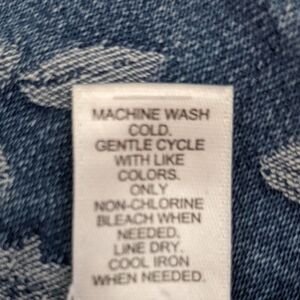 MACHINE WASH
COLD.
GENTLE CYCLE
WITH LIKE
COLORS.
ONLY
NON-CHLORINE
BLEACH WHEN
NEEDED.
LINE DRY.
COOL IRON
WHEN NEEDED.